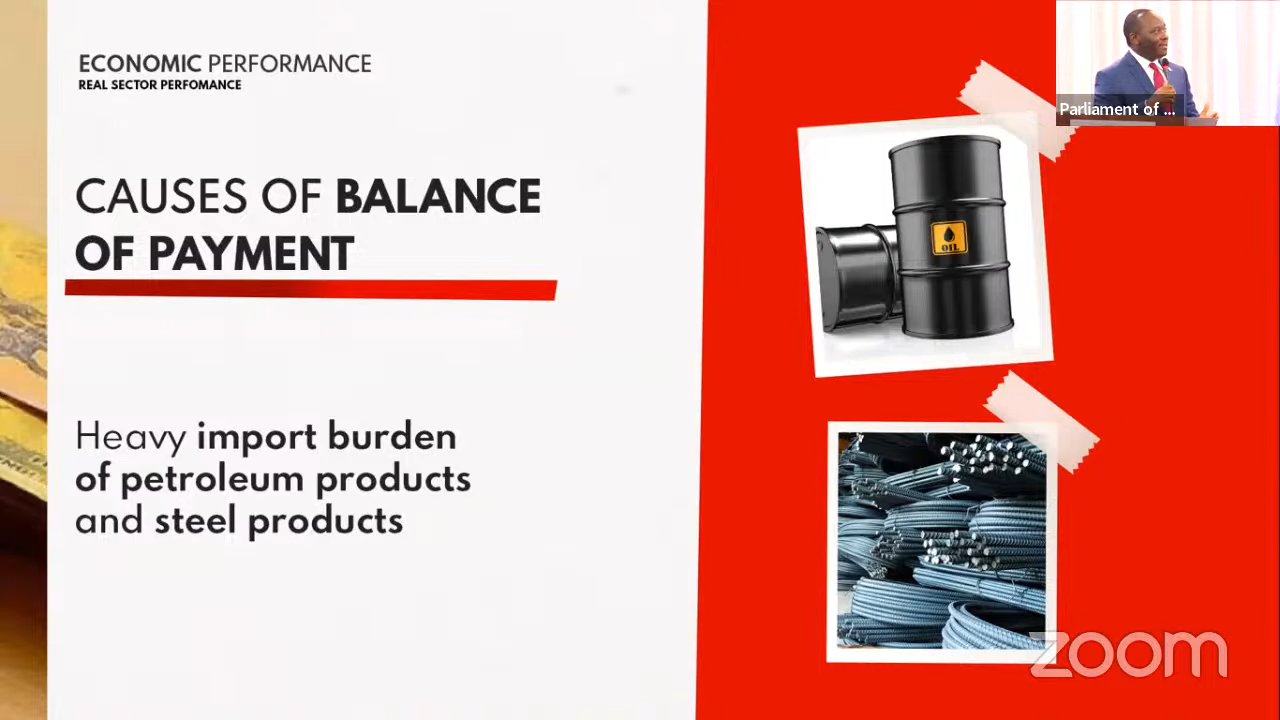 ECONOMIC PERFORMANCE
REAL SECTOR PERFOMANCE
CAUSES OF BALANCE
OF PAYMENT
Heavy import burden
of petroleum products
and steel products
OIL
Parliament of ...
zoom